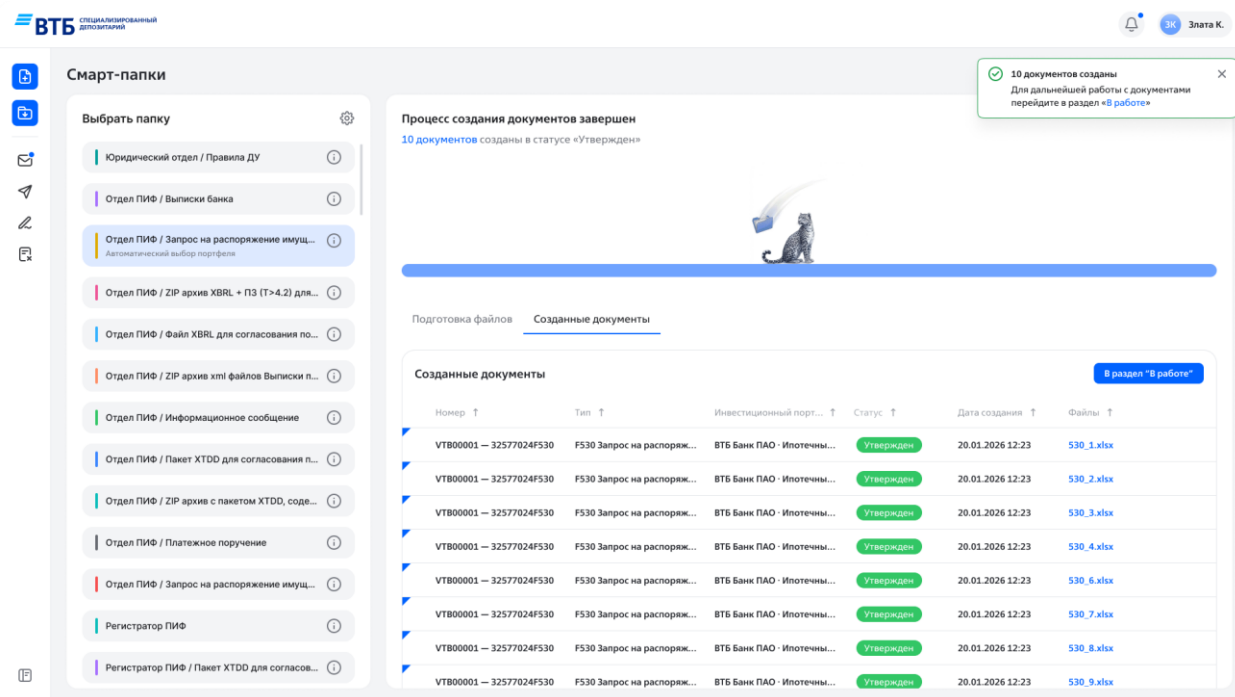 ВТБ СПЕЦИАЛИЗИРОВАННЫЙ
ДЕПОЗИТАРИЙ
ЗК Злата К.
Смарт-папки
10 документов созданы
Для дальнейшей работы с документами
перейдите в раздел «В работе»
Выбрать папку
Юридический отдел / Правила ДУ
Отдел ПИФ / Выписки банка
Отдел ПИФ / Запрос на распоряжение имущ...
Автоматический выбор портфеля
Отдел ПИФ / ZIP архив XBRL + ПЗ (Т>4.2) для...
Отдел ПИФ / Файл XBRL для согласования по...
Отдел ПИФ / ZIP архив xml файлов Выписки п...
Отдел ПИФ / Информационное сообщение
Отдел ПИФ / Пакет XTDD для согласования п...
Отдел ПИФ / ZIP архив с пакетом XTDD, соде...
Отдел ПИФ / Платежное поручение
Отдел ПИФ / Запрос на распоряжение имущ...
Регистратор ПИФ
Регистратор ПИФ / Пакет XTDD для согласов...
Процесс создания документов завершен
10 документов созданы в статусе «Утвержден»
Подготовка файлов Созданные документы
Созданные документы В раздел "В работе"
Номер ↑ Тип ↑ Инвестиционный порт... ↑ Статус ↑ Дата создания ↑ Файлы ↑
VTB00001 — 32577024F530 F530 Запрос на распоряж... ВТБ Банк ПАО · Ипотечны... Утвержден 20.01.2026 12:23 530_1.xlsx
VTB00001 — 32577024F530 F530 Запрос на распоряж... ВТБ Банк ПАО · Ипотечны... Утвержден 20.01.2026 12:23 530_2.xlsx
VTB00001 — 32577024F530 F530 Запрос на распоряж... ВТБ Банк ПАО · Ипотечны... Утвержден 20.01.2026 12:23 530_3.xlsx
VTB00001 — 32577024F530 F530 Запрос на распоряж... ВТБ Банк ПАО · Ипотечны... Утвержден 20.01.2026 12:23 530_4.xlsx
VTB00001 — 32577024F530 F530 Запрос на распоряж... ВТБ Банк ПАО · Ипотечны... Утвержден 20.01.2026 12:23 530_6.xlsx
VTB00001 — 32577024F530 F530 Запрос на распоряж... ВТБ Банк ПАО · Ипотечны... Утвержден 20.01.2026 12:23 530_7.xlsx
VTB00001 — 32577024F530 F530 Запрос на распоряж... ВТБ Банк ПАО · Ипотечны... Утвержден 20.01.2026 12:23 530_8.xlsx
VTB00001 — 32577024F530 F530 Запрос на распоряж... ВТБ Банк ПАО · Ипотечны... Утвержден 20.01.2026 12:23 530_9.xlsx